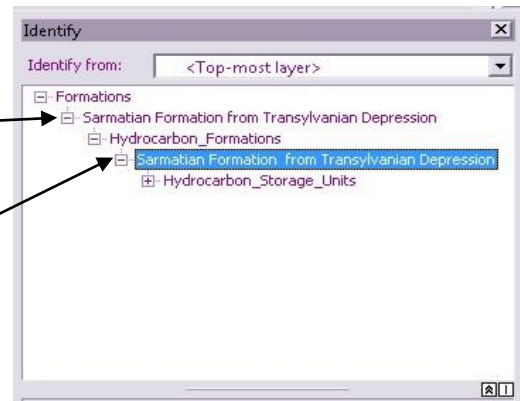 Identify
Identify from: <Top-most layer>
Formations
Sarmatian Formation from Transylvanian Depression
Hydrocarbon_Formations
Sarmatian Formation  from Transylvanian Depression
Hydrocarbon_Storage_Units